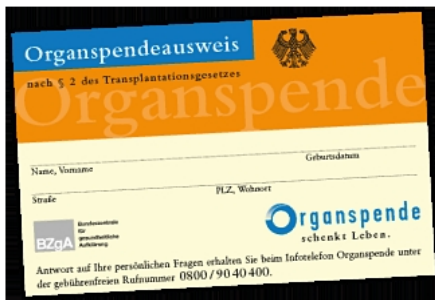 Organspendeausweis
nach § 2 des Transplantationsgesetzes
Organspende
Name, Vorname
Geburtsdatum
Straße
PLZ, Wohnort
BZgA
Bundeszentrale
für
gesundheitliche
Aufklärung
Organspende
schenkt Leben.
Antwort auf Ihre persönlichen Fragen erhalten Sie beim Infotelefon Organspende unter
der gebührenfreien Rufnummer 0800 / 90 40 400.